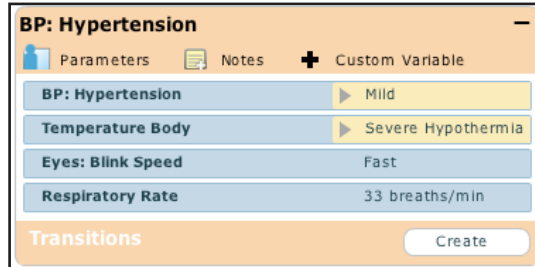 BP: Hypertension
Parameters Notes Custom Variable
BP: Hypertension Mild
Temperature Body Severe Hypothermia
Eyes: Blink Speed Fast
Respiratory Rate 33 breaths/min
Transitions Create